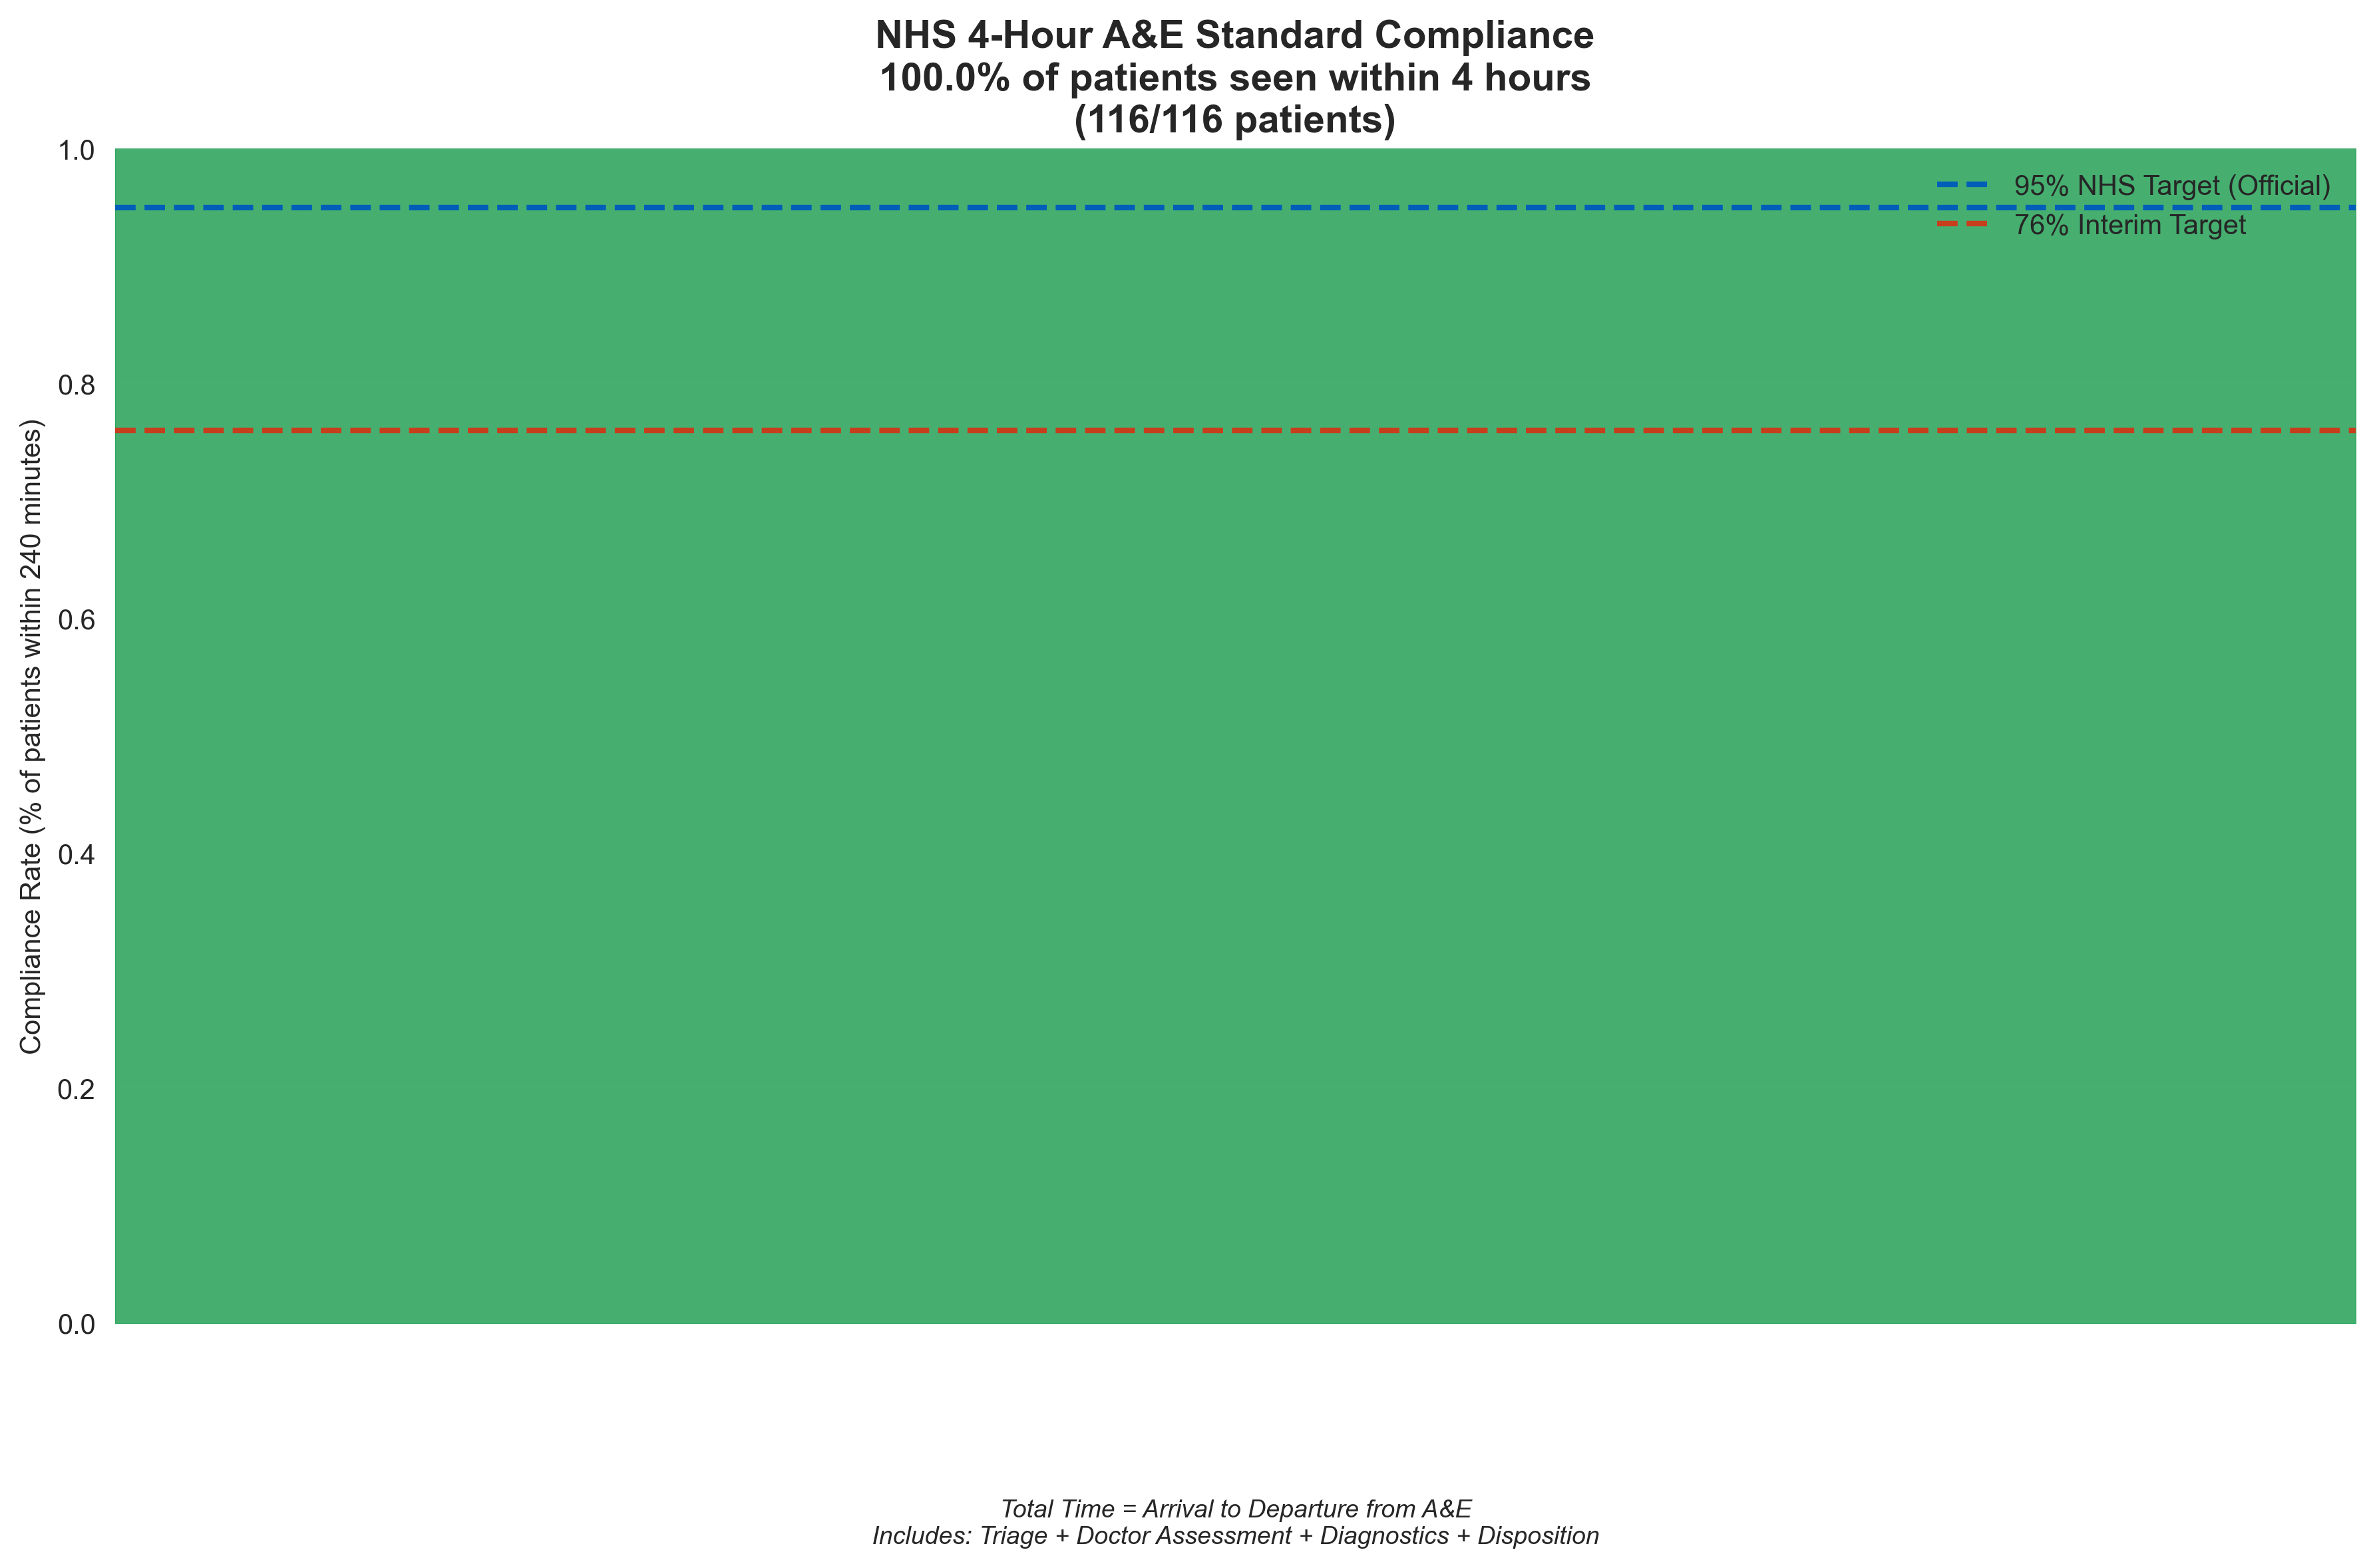 NHS 4-Hour A&E Standard Compliance
100.0% of patients seen within 4 hours
(116/116 patients)
1.0
0.8
0.6
0.4
0.2
0.0
Compliance Rate (% of patients within 240 minutes)
95% NHS Target (Official)
76% Interim Target
Total Time = Arrival to Departure from A&E
Includes: Triage + Doctor Assessment + Diagnostics + Disposition